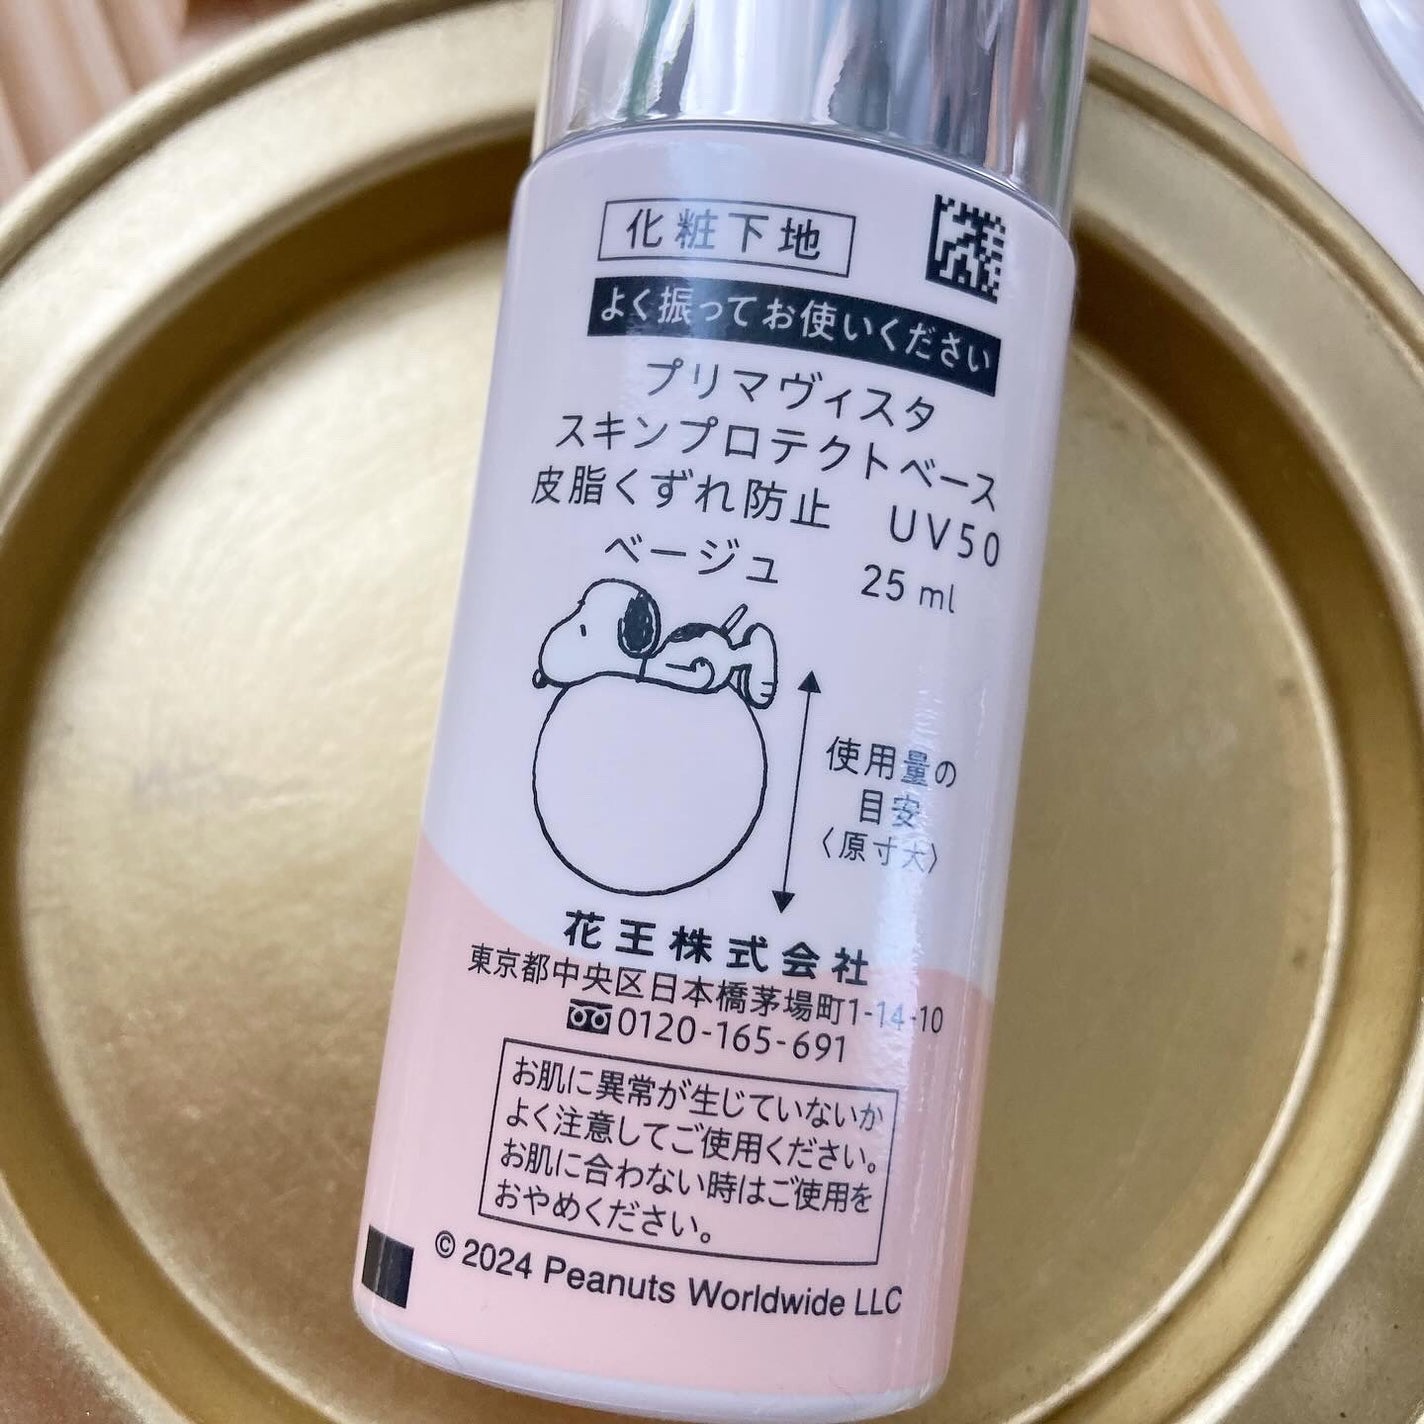 化粧下地
よく振ってお使いください
プリマヴィスタ
スキンプロテクトベース
皮脂くずれ防止 UV50
ベージュ 25 ml
使用量の
目安
〈原寸大〉
花王株式会社
東京都中央区日本橋茅場町1-14-10
0120-165-691
お肌に異常が生じていないか
よく注意してご使用ください。
お肌に合わない時はご使用を
おやめください。
© 2024 Peanuts Worldwide LLC